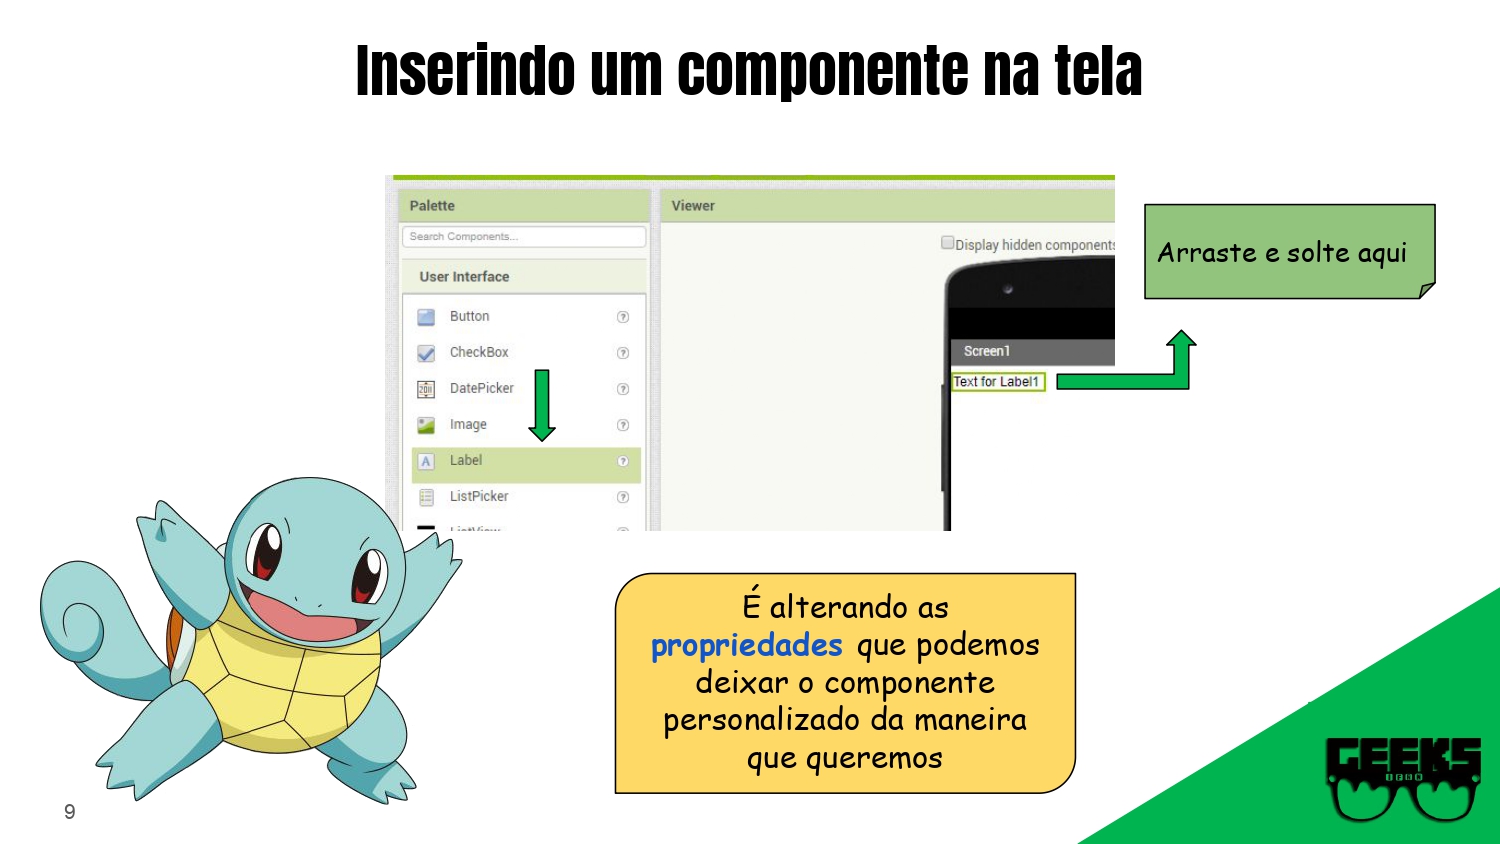 Inserindo um componente na tela
Palette
Search Components...
User Interface
Button
CheckBox
DatePicker
Image
A Label
ListPicker
Viewer
Display hidden components
Screen1
Text for Label1
Arraste e solte aqui
É alterando as
propriedades que podemos
deixar o componente
personalizado da maneira
que queremos
GEEKS
9